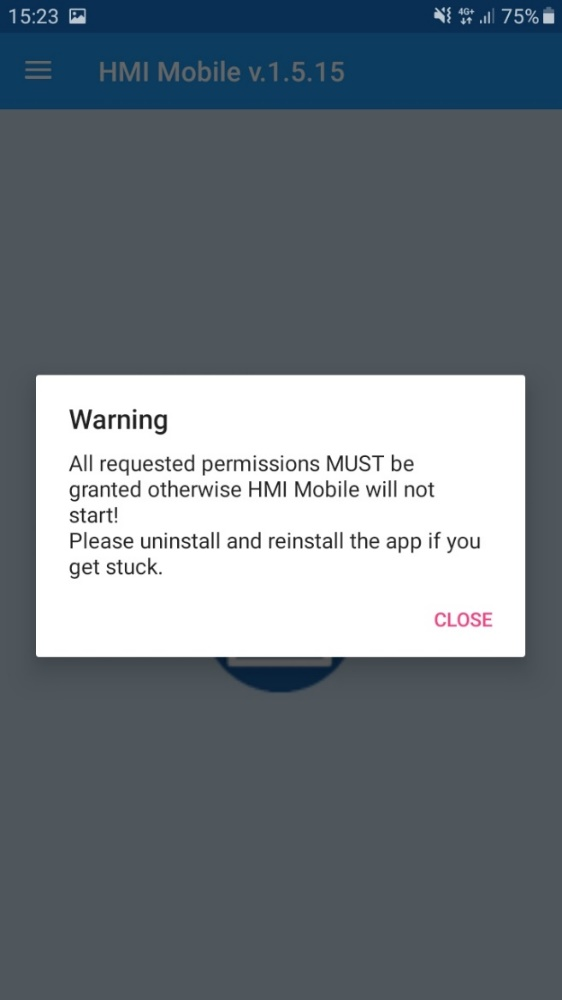 15:23
4G+
75%
HMI Mobile v.1.5.15
Warning
All requested permissions MUST be
granted otherwise HMI Mobile will not
start!
Please uninstall and reinstall the app if you
get stuck.
CLOSE